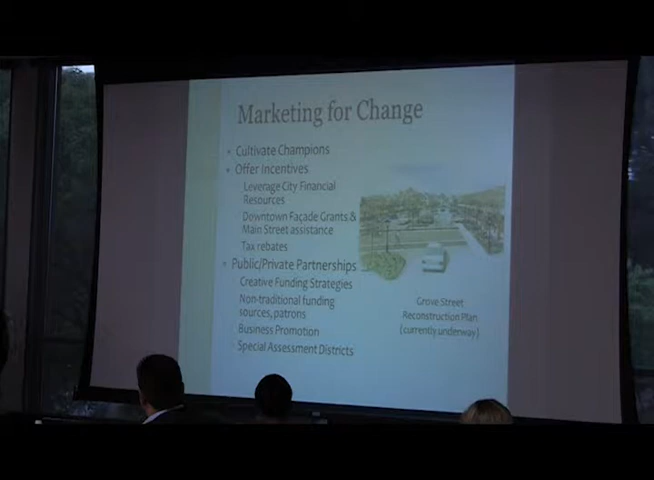 Marketing for Change
• Cultivate Champions
• Offer Incentives
Leverage City Financial
Resources
Downtown Façade Grants &
Main Street assistance
Tax rebates
• Public/Private Partnerships
Creative Funding Strategies
Non-traditional funding
sources, patrons
Business Promotion
Special Assessment Districts
Grove Street
Reconstruction Plan
(currently underway)